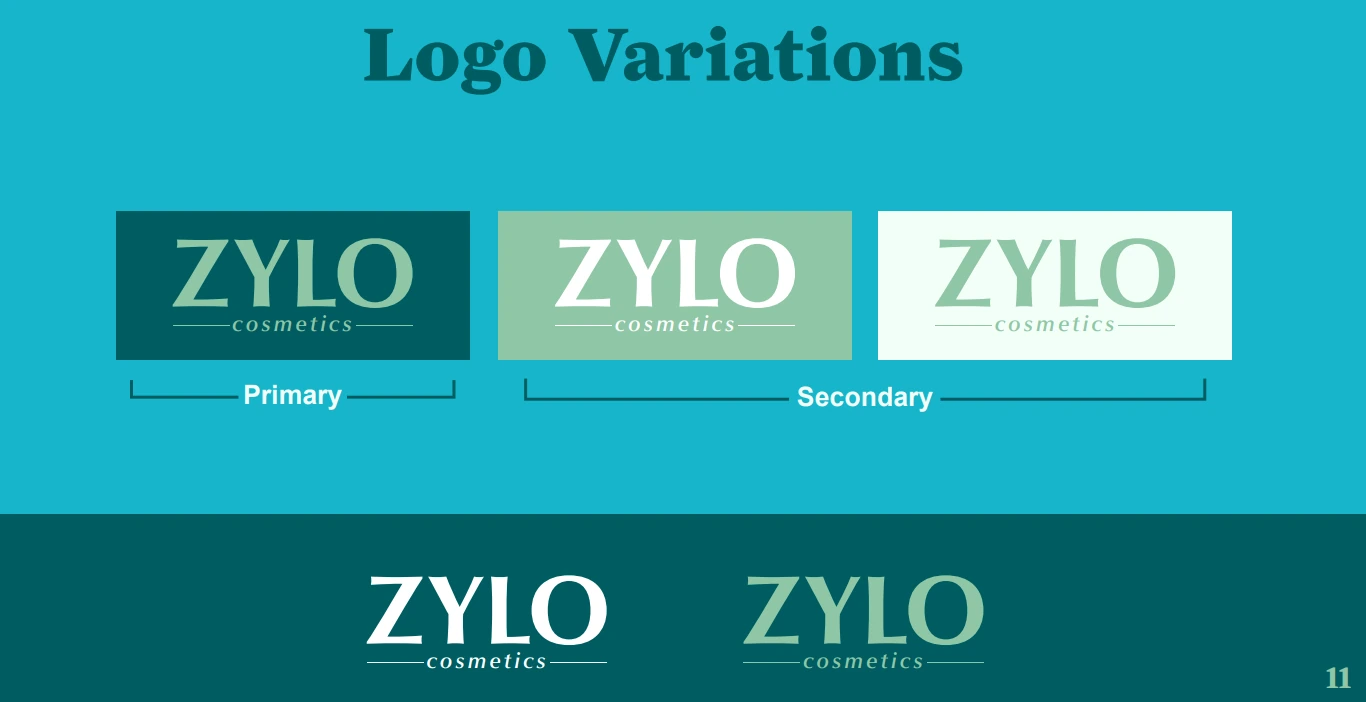 Logo Variations
ZYLO
cosmetics
ZYLO
cosmetics
ZYLO
cosmetics
Primary
Secondary
ZYLO
cosmetics
ZYLO
cosmetics
11